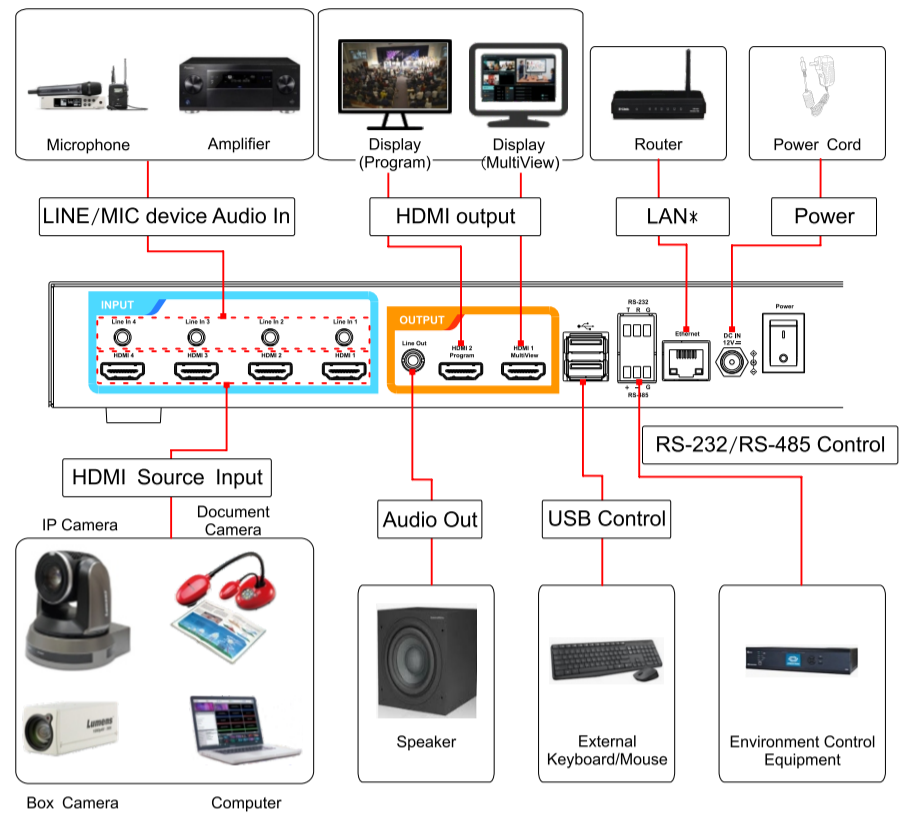 Microphone
Amplifier
Display
(Program)
Display
(MultiView)
Router
Power Cord
LINE/MIC device Audio In
HDMI output
LAN*
Power
INPUT
Line In 4
Line In 3
Line In 2
Line In 1
HDMI 4
HDMI 3
HDMI 2
HDMI 1
OUTPUT
Line Out
HDMI 2
Program
HDMI 1
MultiView
RS-232
T R G
+ − G
RS-485
Ethernet
DC IN
12V
Power
RS-232/RS-485 Control
HDMI Source Input
Audio Out
USB Control
IP Camera
Document
Camera
Lumens
Box Camera
Computer
Speaker
External
Keyboard/Mouse
Environment Control
Equipment